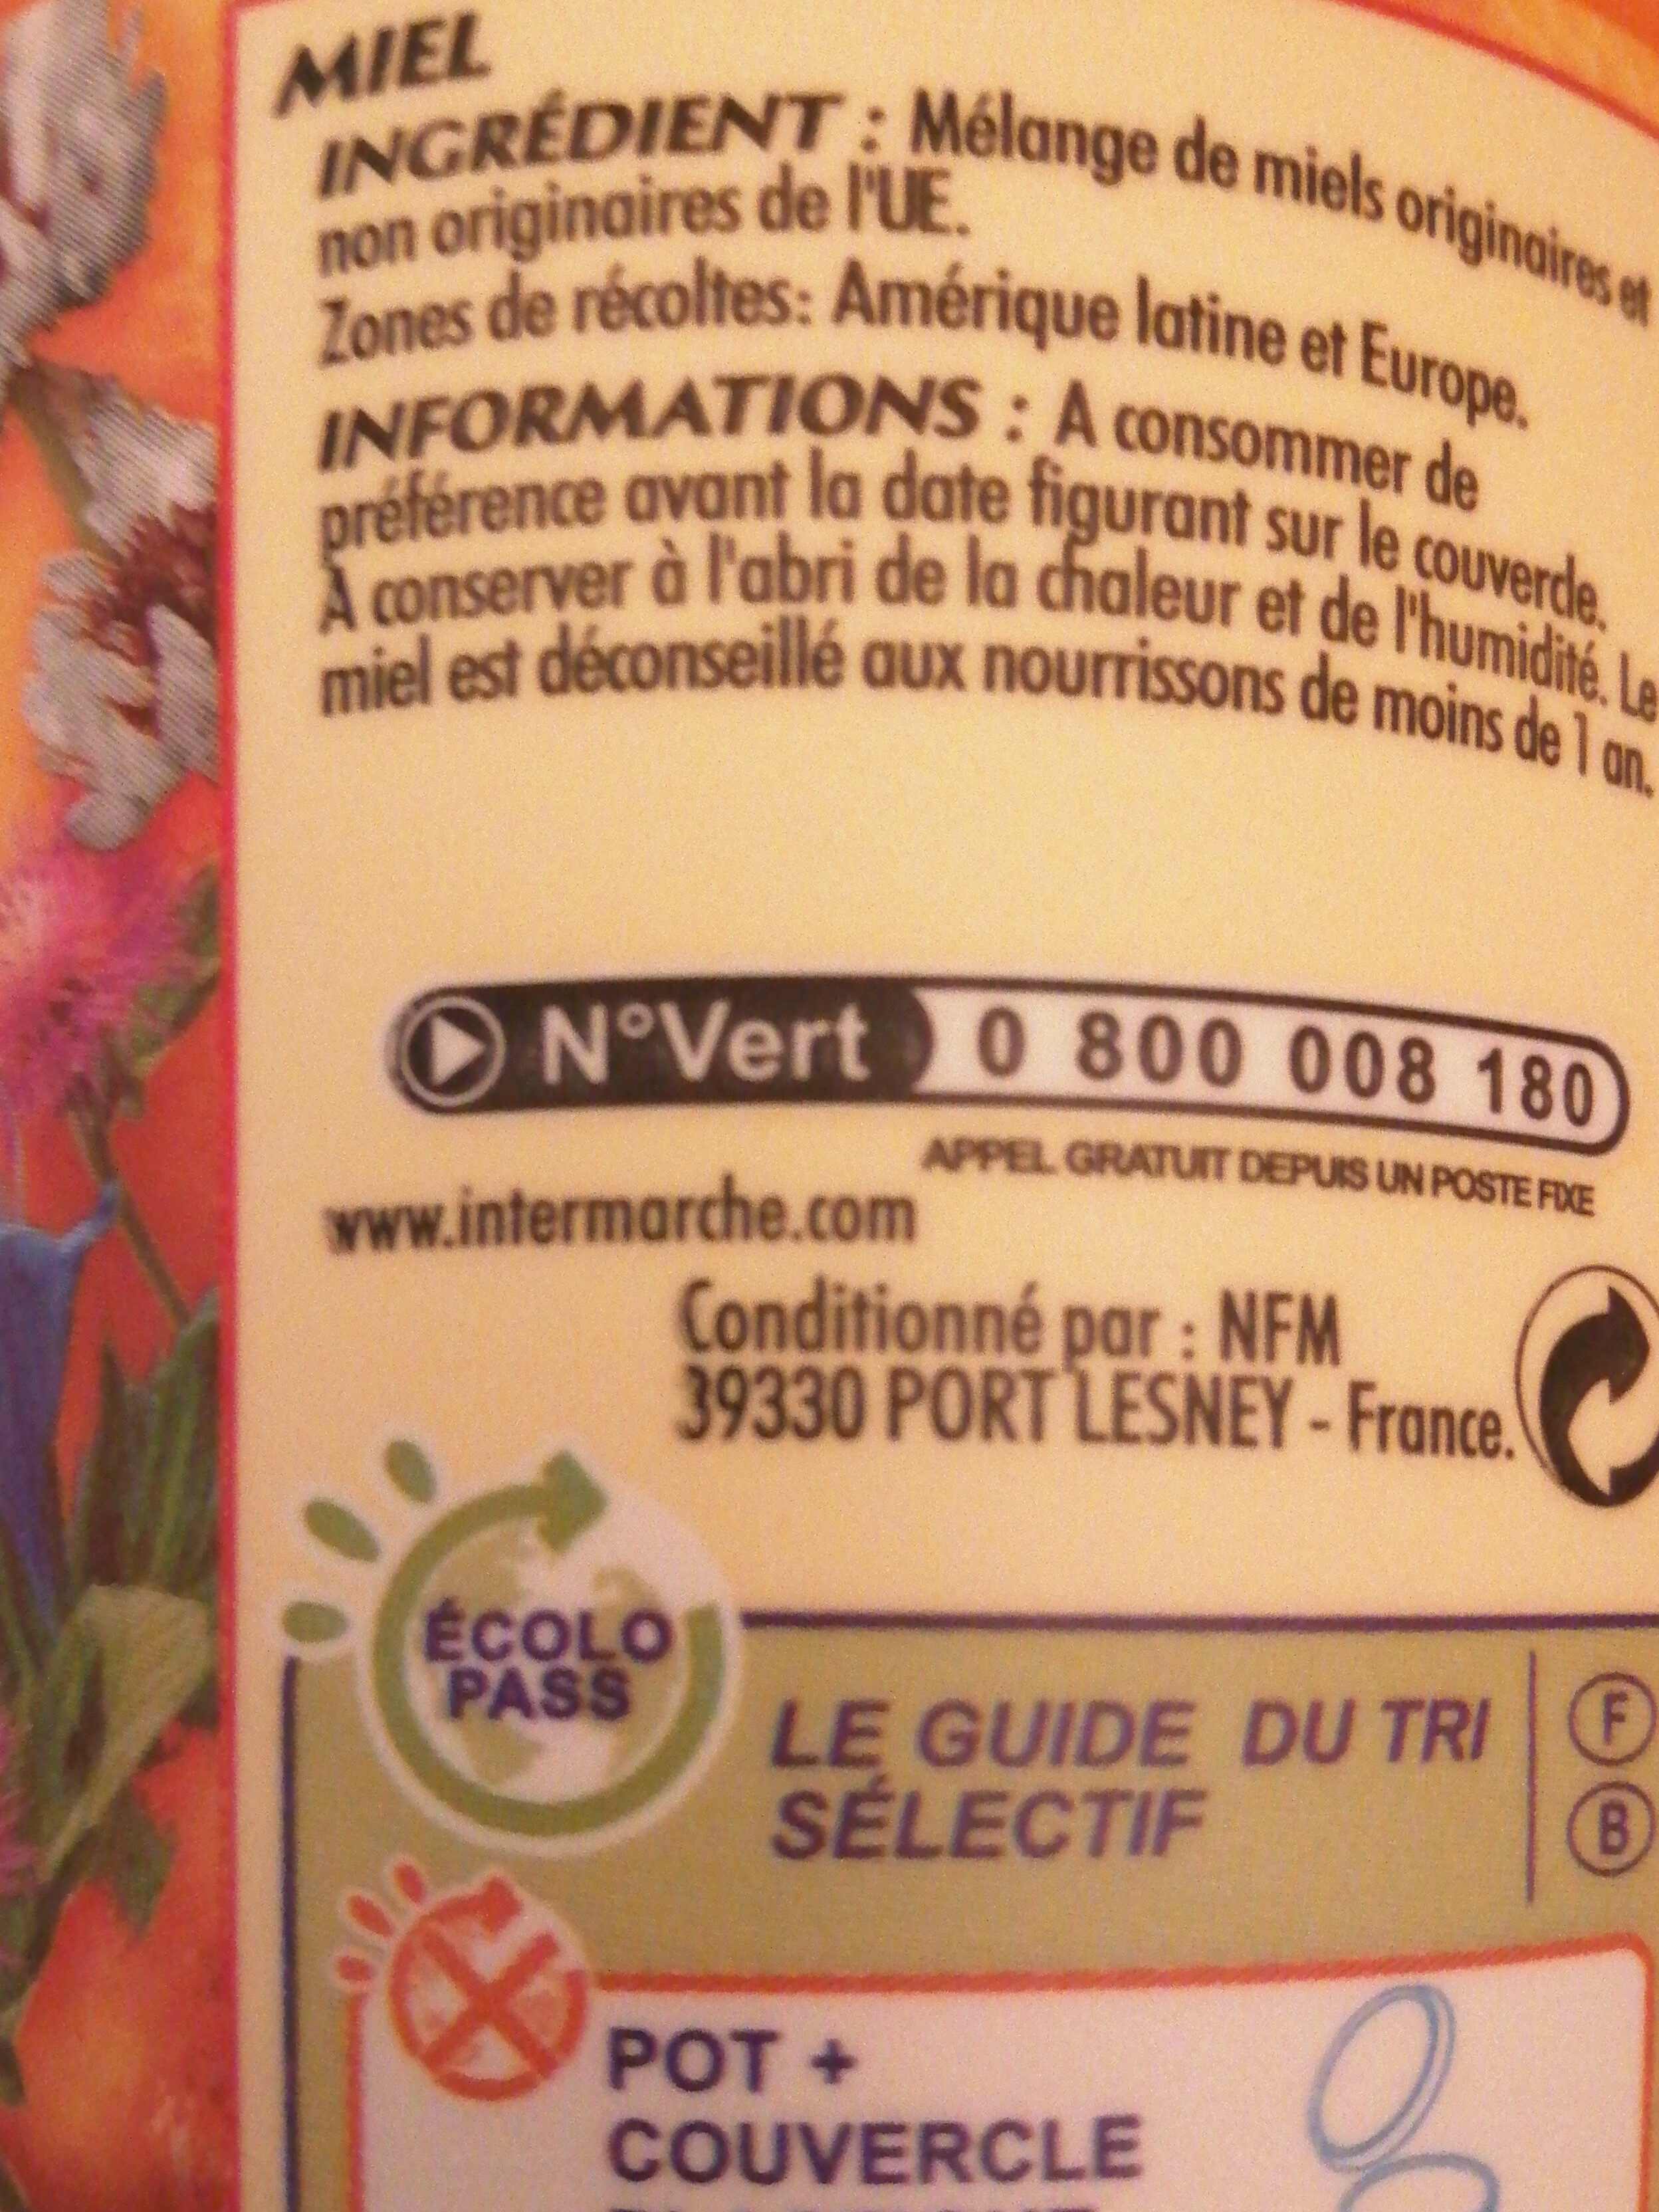 MIEL
INGRÉDIENT : Mélange de miels originaires et
non originaires de l'UE.
Zones de récoltes: Amérique latine et Europe.
INFORMATIONS : A consommer de
préférence avant la date figurant sur le couvercle.
À conserver à l'abri de la chaleur et de l'humidité. Le
miel est déconseillé aux nourrissons de moins de 1 an.
N°Vert 0 800 008 180
APPEL GRATUIT DEPUIS UN POSTE FIXE
www.intermarche.com
Conditionné par : NFM
39330 PORT LESNEY - France.
ÉCOLO
PASS
LE GUIDE DU TRI
SÉLECTIF
F
B
POT +
COUVERCLE